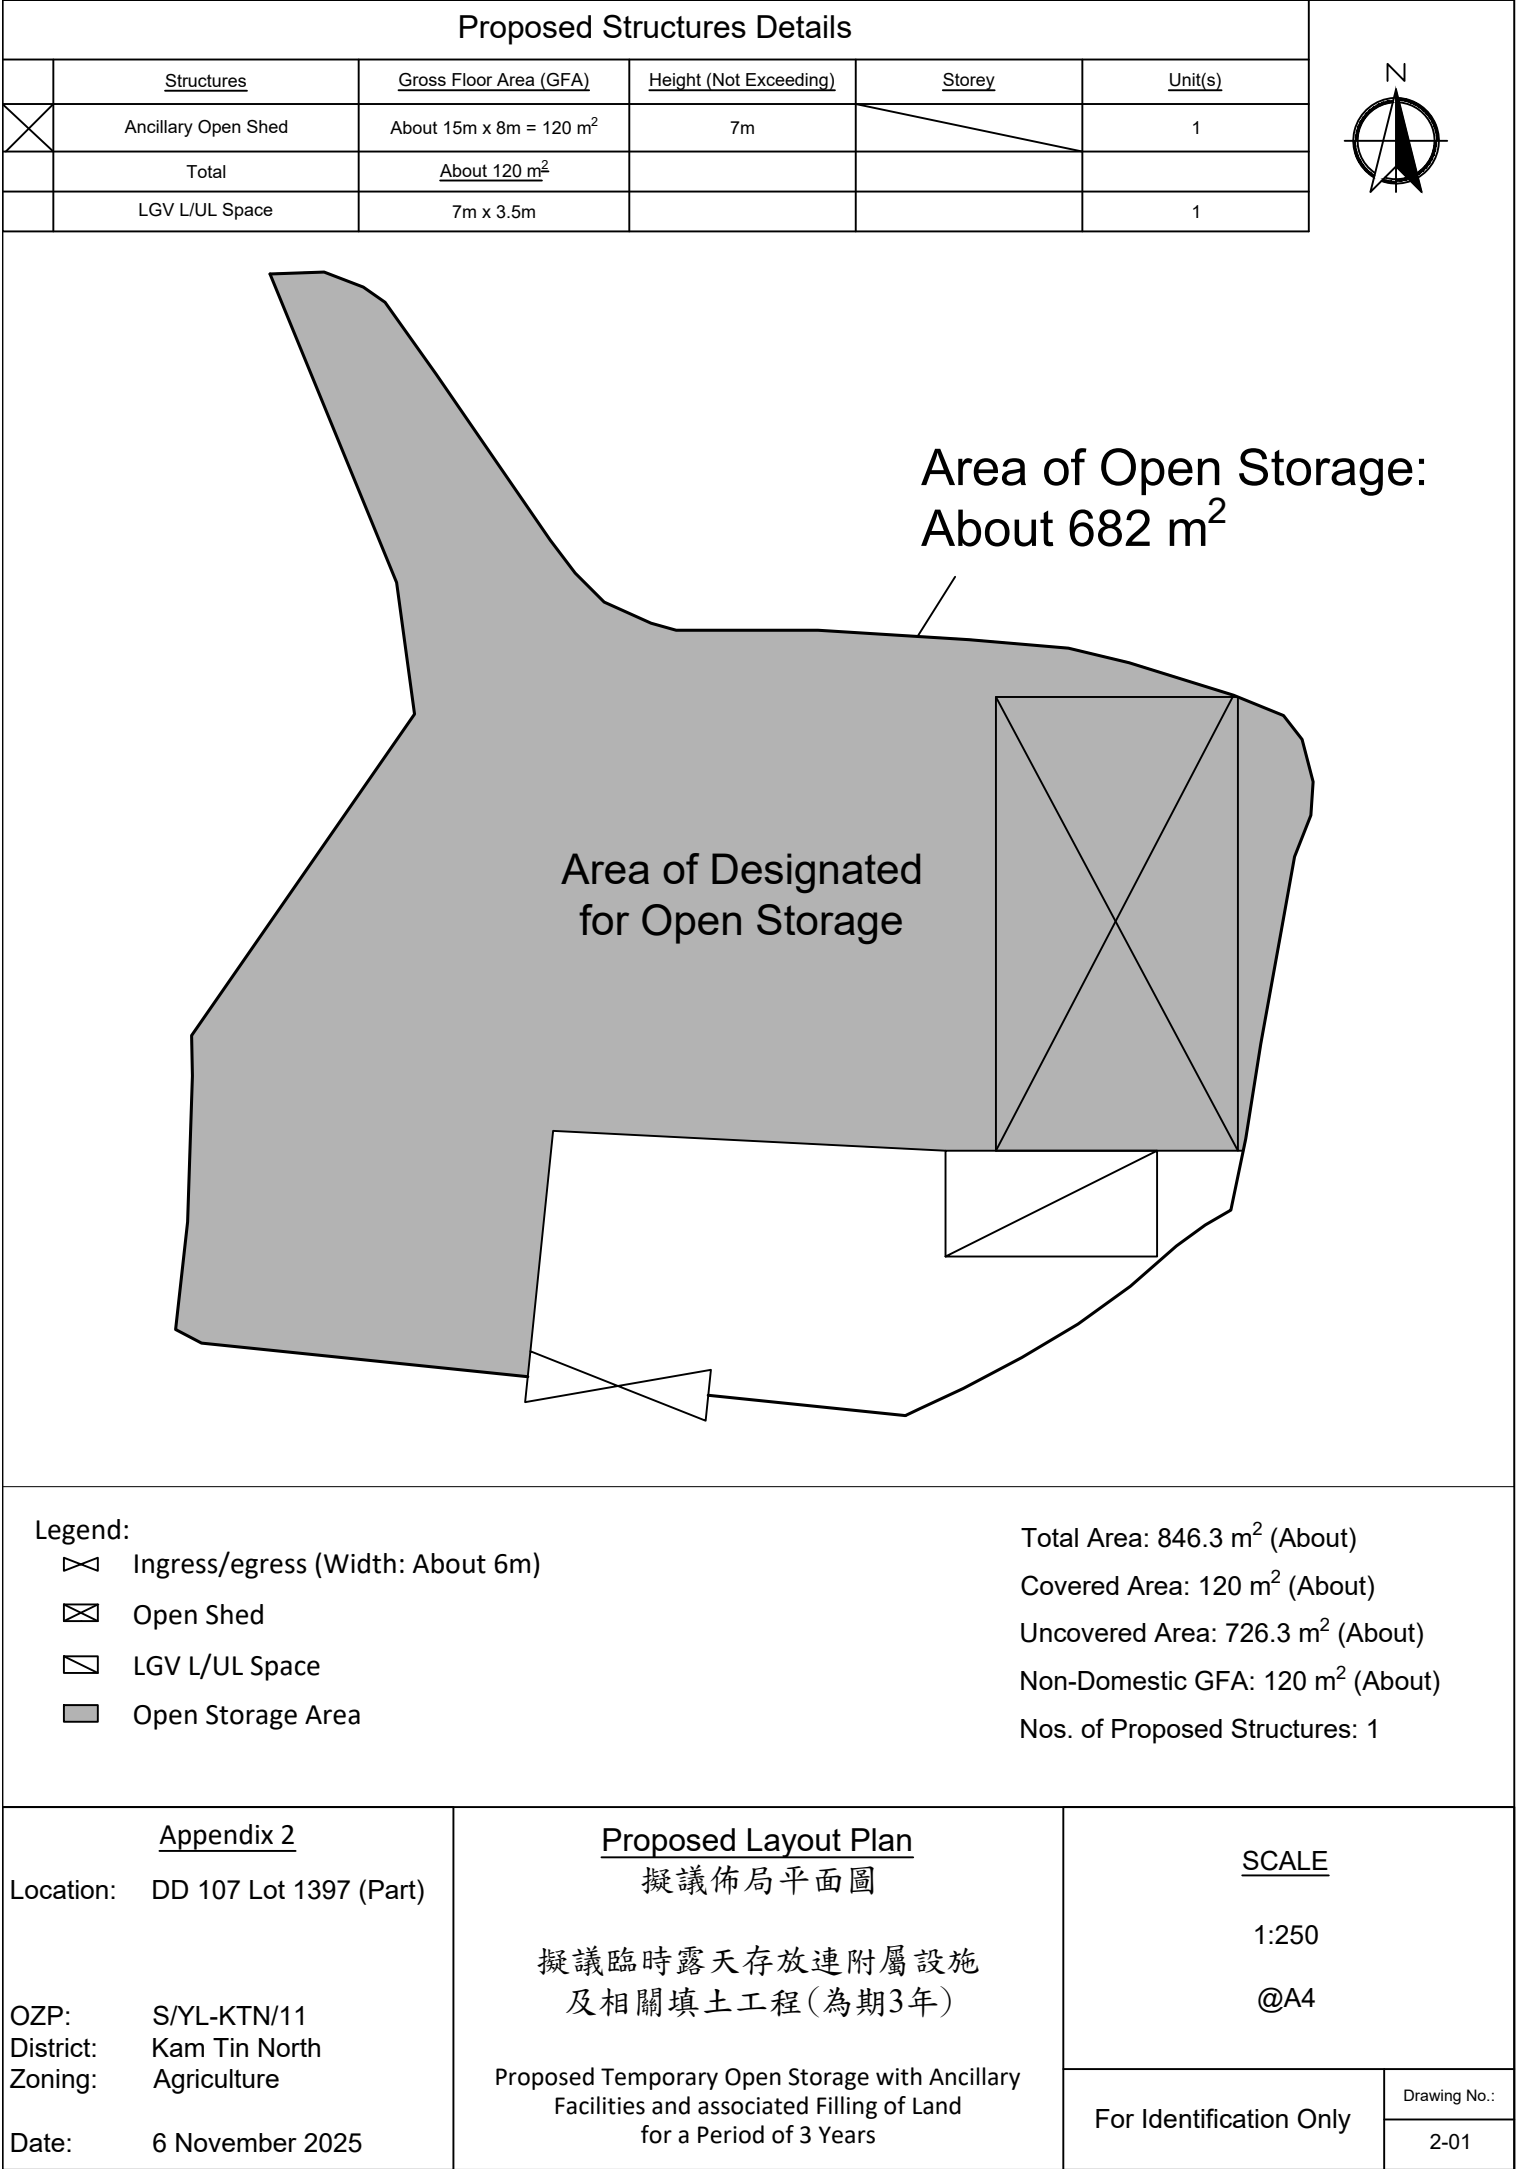 Proposed Structures Details
Structures Gross Floor Area (GFA) Height (Not Exceeding) Storey Unit(s)
Ancillary Open Shed About 15m x 8m = 120 m² 7m 1
Total About 120 m²
LGV L/UL Space 7m x 3.5m 1
N
Area of Open Storage:
About 682 m²
Area of Designated
for Open Storage
Legend:
Ingress/egress (Width: About 6m)
Open Shed
LGV L/UL Space
Open Storage Area
Total Area: 846.3 m² (About)
Covered Area: 120 m² (About)
Uncovered Area: 726.3 m² (About)
Non-Domestic GFA: 120 m² (About)
Nos. of Proposed Structures: 1
Appendix 2
Location: DD 107 Lot 1397 (Part)
OZP: S/YL-KTN/11
District: Kam Tin North
Zoning: Agriculture
Date: 6 November 2025
Proposed Layout Plan
擬議佈局平面圖
擬議臨時露天存放連附屬設施
及相關填土工程(為期3年)
Proposed Temporary Open Storage with Ancillary
Facilities and associated Filling of Land
for a Period of 3 Years
SCALE
1:250
@A4
For Identification Only
Drawing No.:
2-01